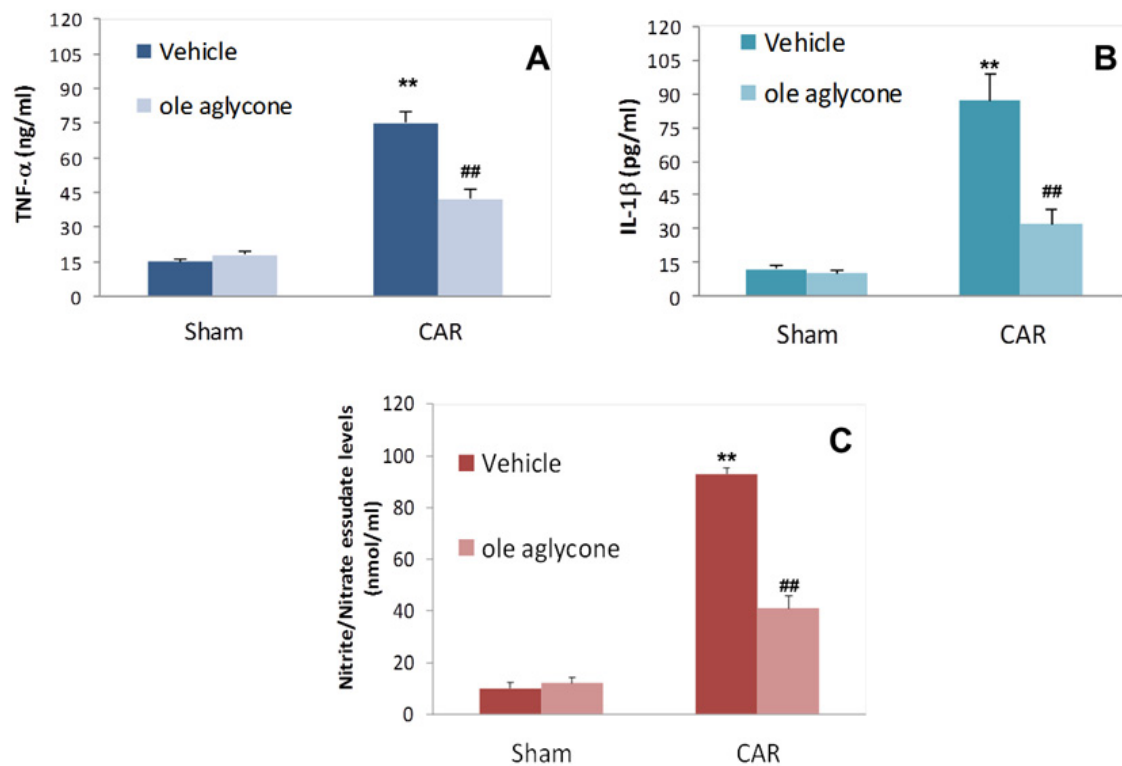 A
TNF-α (ng/ml)
120
105
90
75
60
45
30
15
0
Vehicle
ole aglycone
**
##
Sham
CAR
B
IL-1β (pg/ml)
120
105
90
75
60
45
30
15
0
Vehicle
ole aglycone
**
##
Sham
CAR
C
Nitrite/Nitrate essudate levels
(nmol/ml)
120
100
80
60
40
20
0
Vehicle
ole aglycone
**
##
Sham
CAR